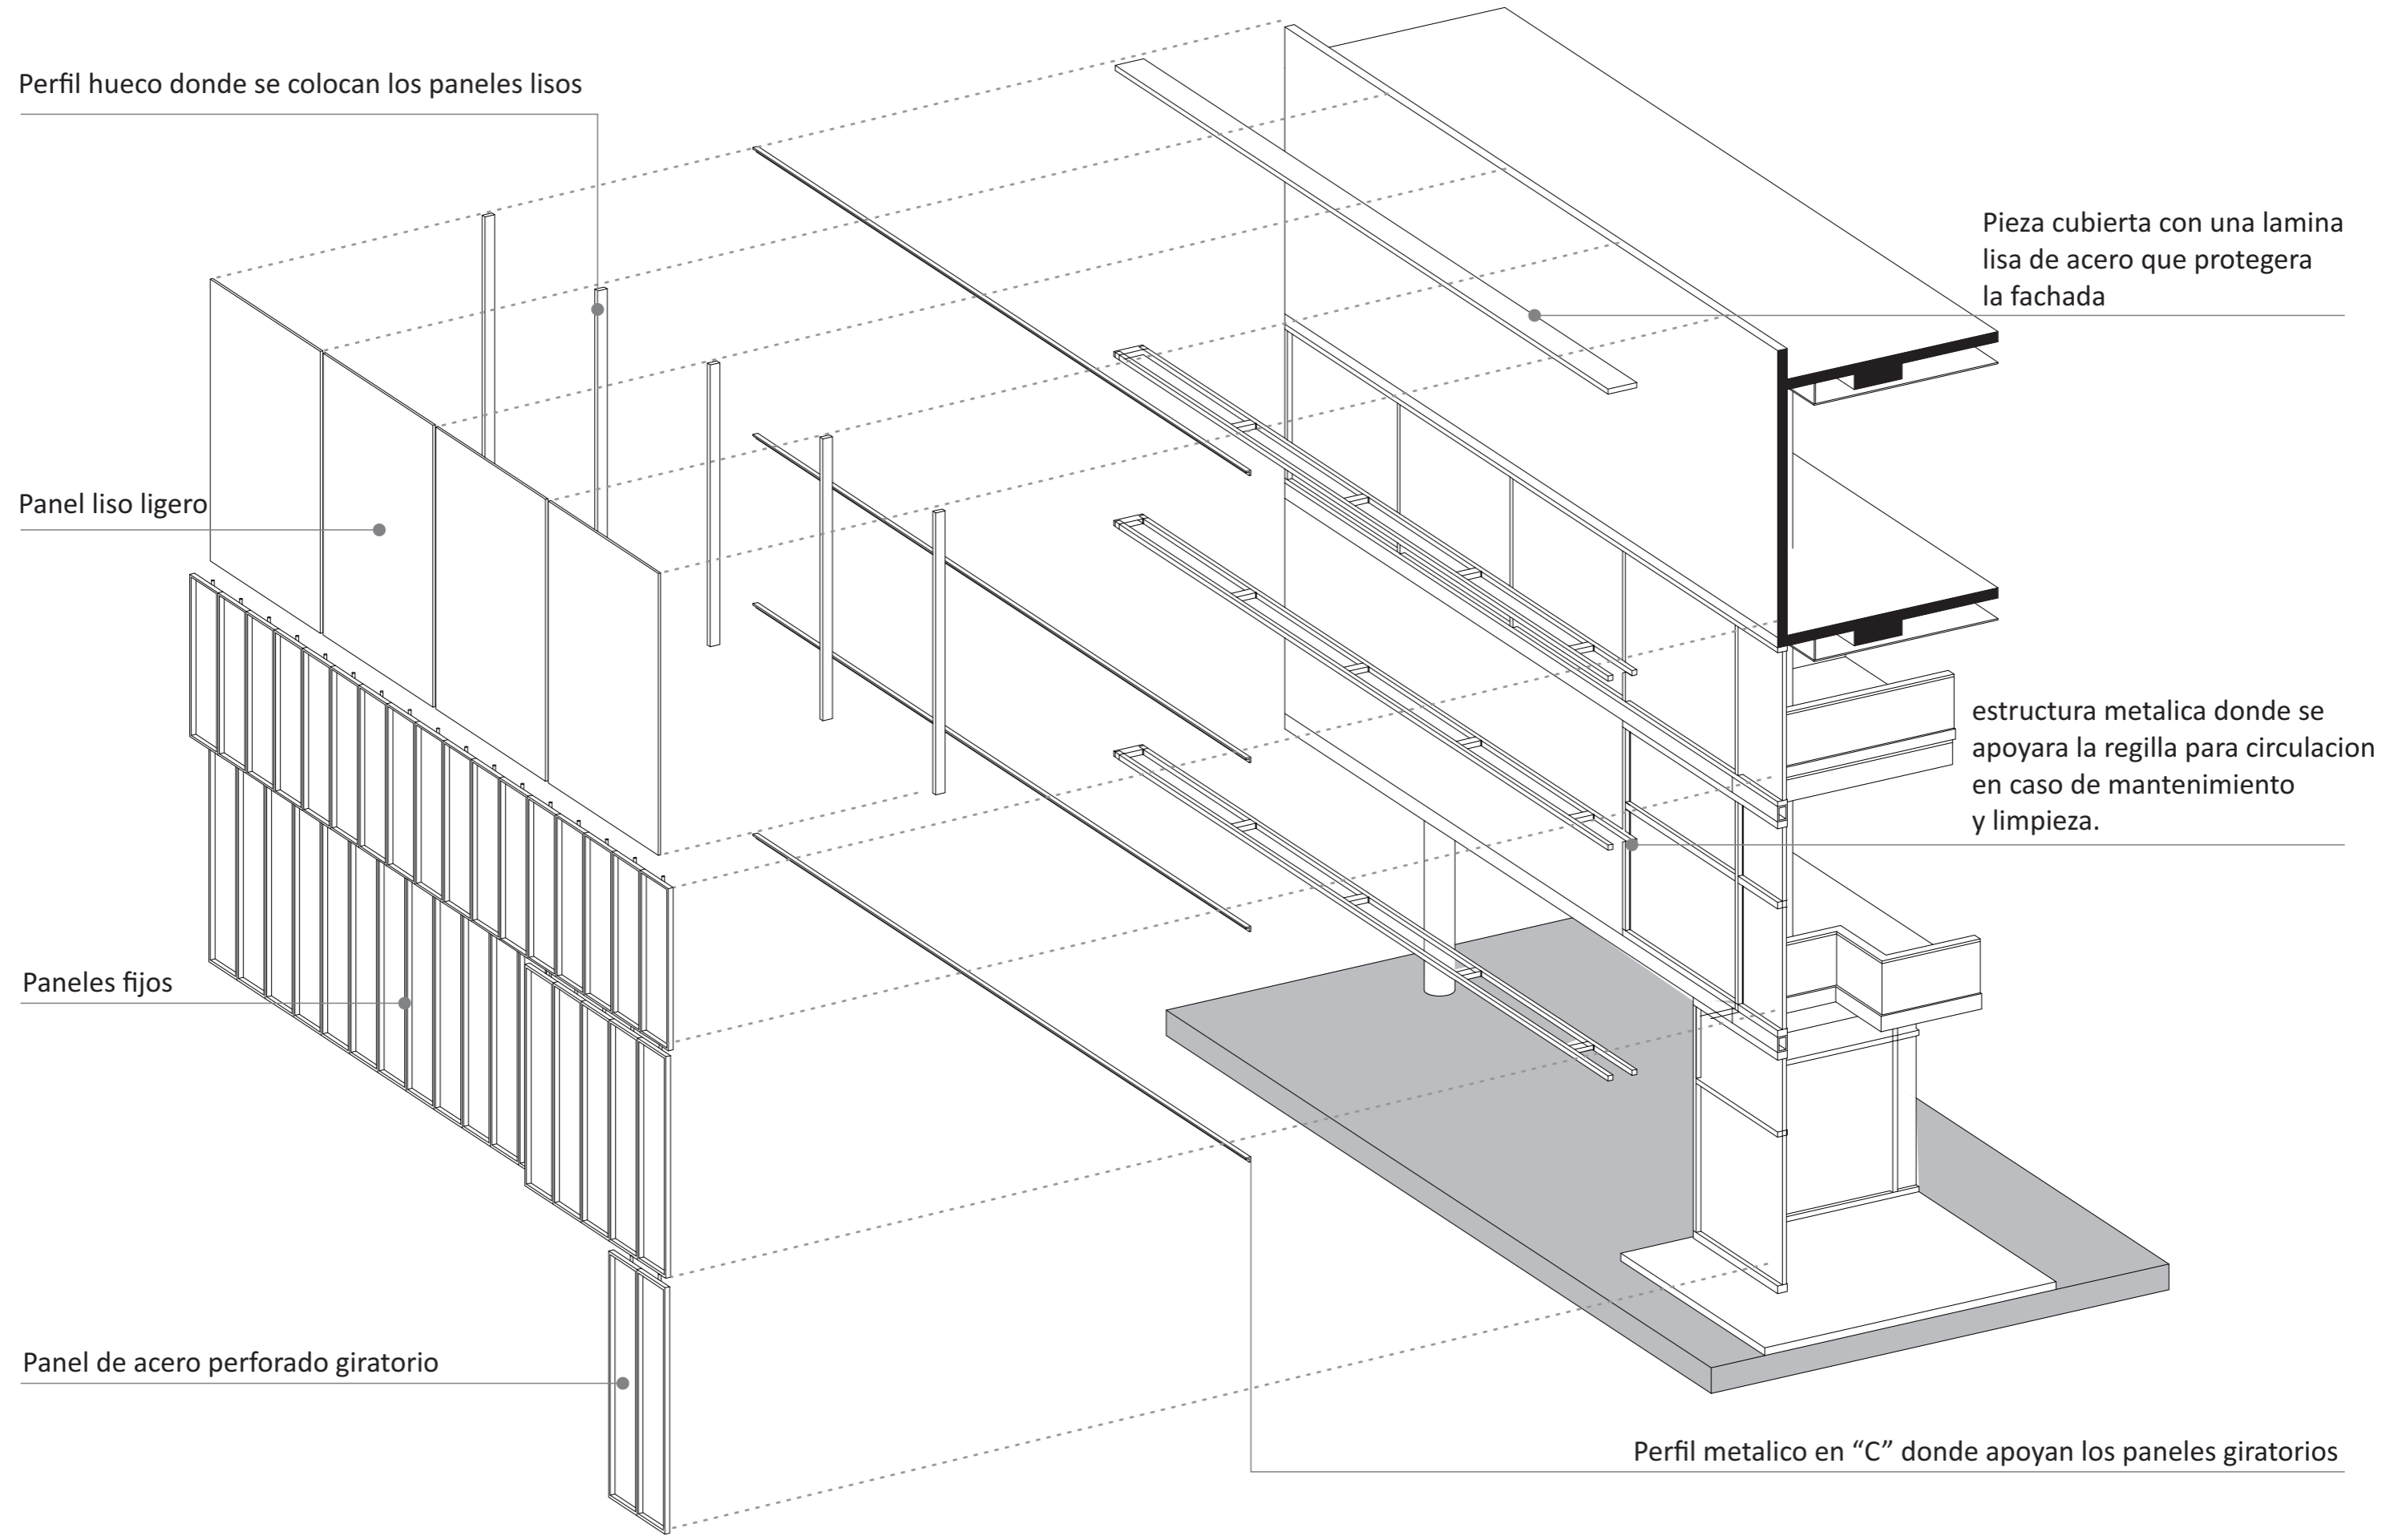 Perfil hueco donde se colocan los paneles lisos
Pieza cubierta con una lamina
lisa de acero que protegera
la fachada
Panel liso ligero
estructura metalica donde se
apoyara la regilla para circulacion
en caso de mantenimiento
y limpieza.
Paneles fijos
Panel de acero perforado giratorio
Perfil metalico en “C” donde apoyan los paneles giratorios